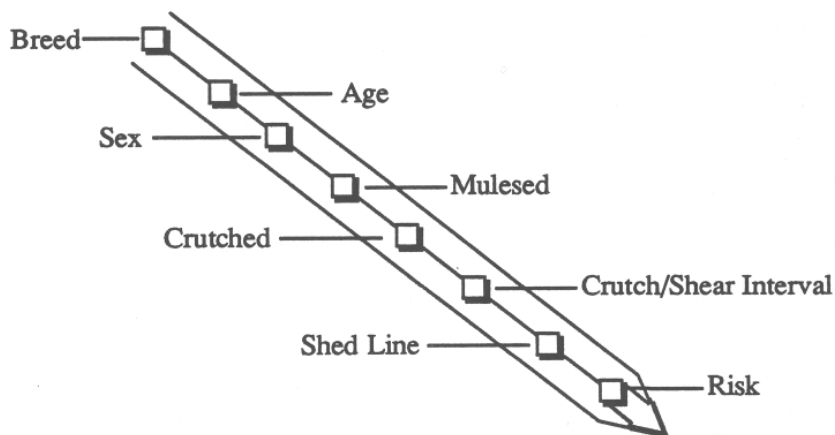 Breed
Age
Sex
Mulesed
Crutched
Crutch/Shear Interval
Shed Line
Risk